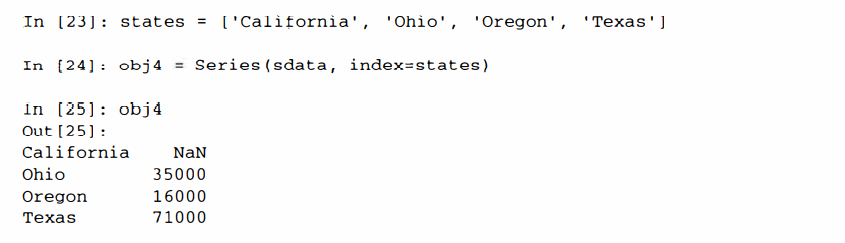 In [23]: states = ['California', 'Ohio', 'Oregon', 'Texas']
In [24]: obj4 = Series(sdata, index=states)
In [25]: obj4
Out[25]:
California    NaN
Ohio        35000
Oregon      16000
Texas       71000